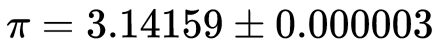 π = 3.14159 ± 0.000003